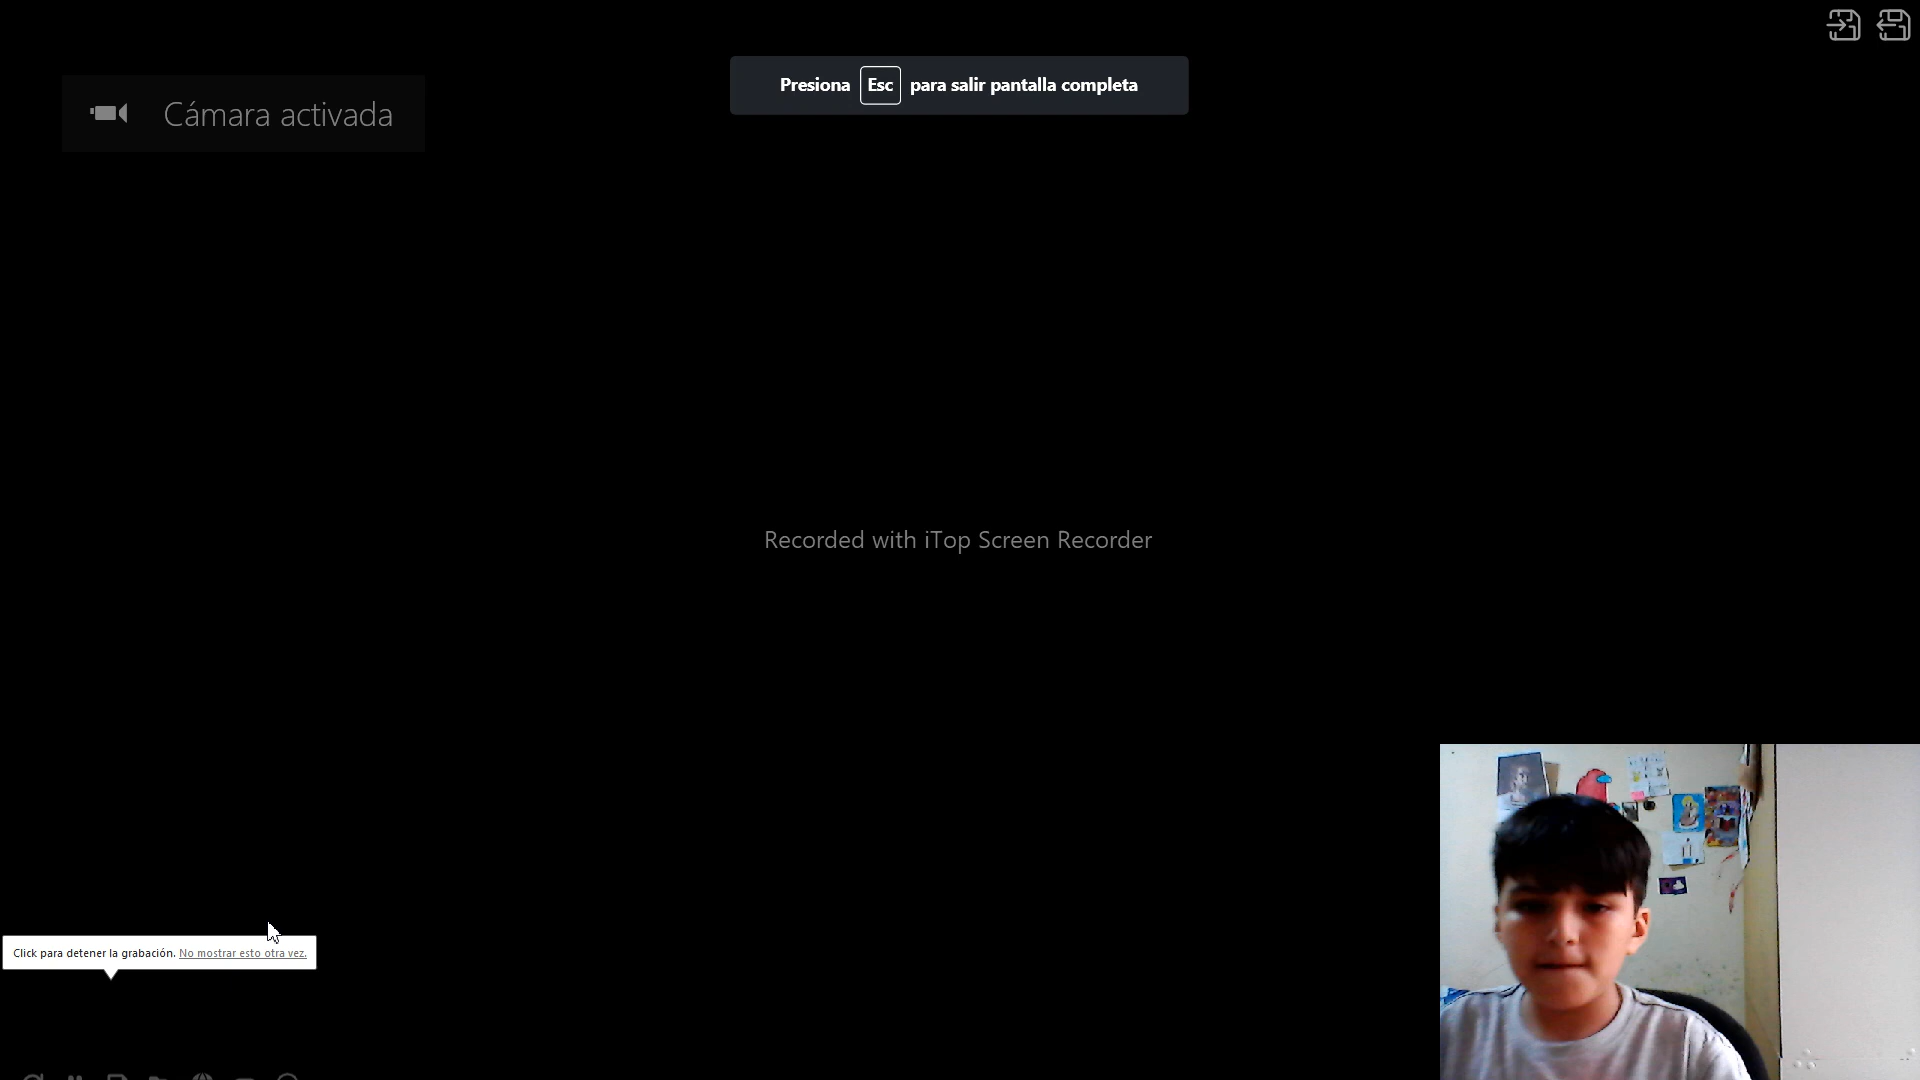 Presiona Esc para salir pantalla completa
Cámara activada
Recorded with iTop Screen Recorder
Click para detener la grabación. No mostrar esto otra vez.